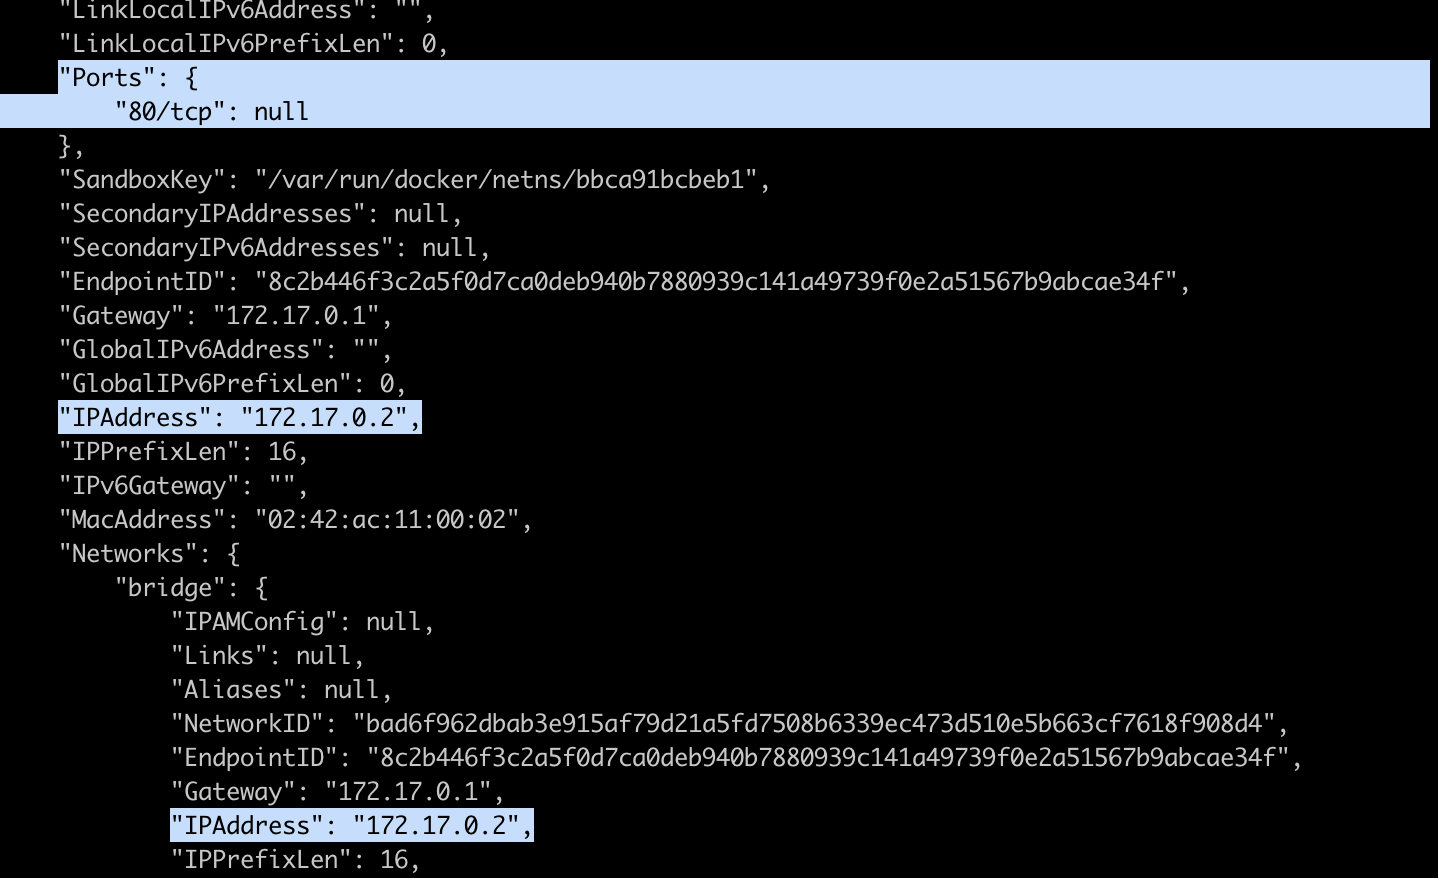 "LinkLocalIPv6Address": "",
"LinkLocalIPv6PrefixLen": 0,
"Ports": {
    "80/tcp": null
},
"SandboxKey": "/var/run/docker/netns/bbca91bcbeb1",
"SecondaryIPAddresses": null,
"SecondaryIPv6Addresses": null,
"EndpointID": "8c2b446f3c2a5f0d7ca0deb940b7880939c141a49739f0e2a51567b9abcae34f",
"Gateway": "172.17.0.1",
"GlobalIPv6Address": "",
"GlobalIPv6PrefixLen": 0,
"IPAddress": "172.17.0.2",
"IPPrefixLen": 16,
"IPv6Gateway": "",
"MacAddress": "02:42:ac:11:00:02",
"Networks": {
    "bridge": {
        "IPAMConfig": null,
        "Links": null,
        "Aliases": null,
        "NetworkID": "bad6f962dbab3e915af79d21a5fd7508b6339ec473d510e5b663cf7618f908d4",
        "EndpointID": "8c2b446f3c2a5f0d7ca0deb940b7880939c141a49739f0e2a51567b9abcae34f",
        "Gateway": "172.17.0.1",
        "IPAddress": "172.17.0.2",
        "IPPrefixLen": 16,